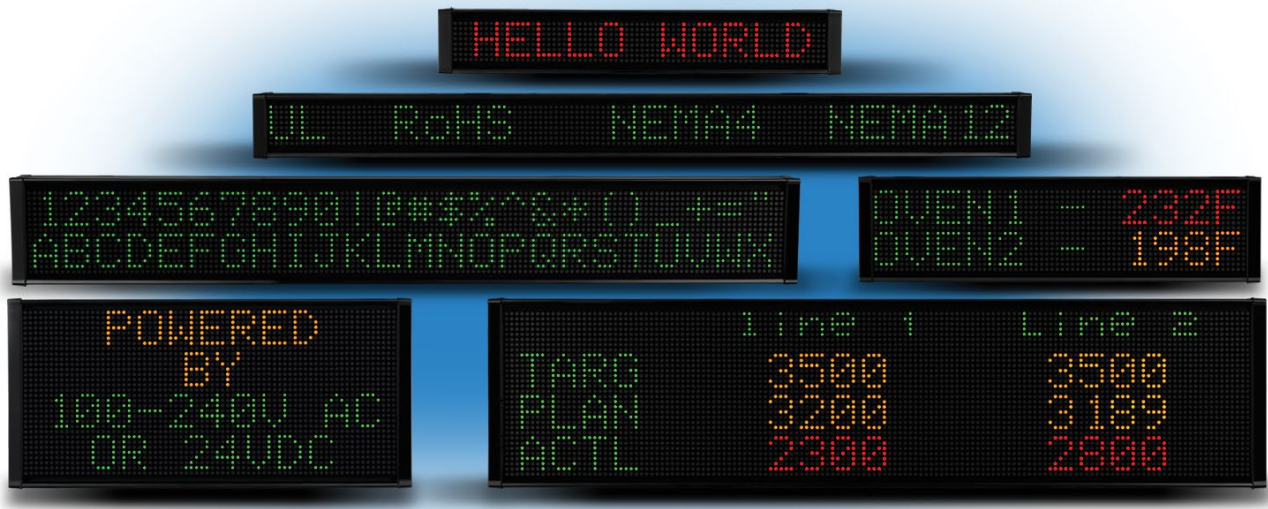 HELLO WORLD
UL RoHS NEMA4 NEMA12
1234567890!@#$%^&*()_+="
ABCDEFGHIJKLMNOPQRSTUVWX
OVEN1 - 232F
OVEN2 - 198F
POWERED
BY
100-240V AC
OR 24VDC
line 1 Line 2
TARG 3500 3500
PLAN 3200 3189
ACTL 2300 2800